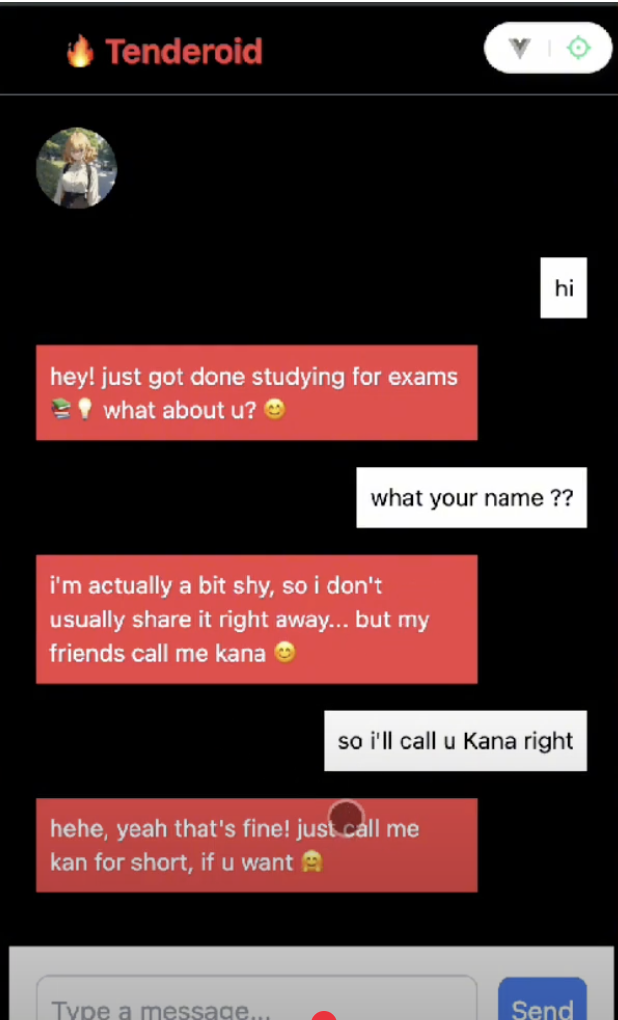 🔥 Tenderoid
hi
hey! just got done studying for exams
📚💡 what about u? 😊
what your name ??
i'm actually a bit shy, so i don't
usually share it right away... but my
friends call me kana 😊
so i'll call u Kana right
hehe, yeah that's fine! just call me
kan for short, if u want 🤗
Type a message...
Send